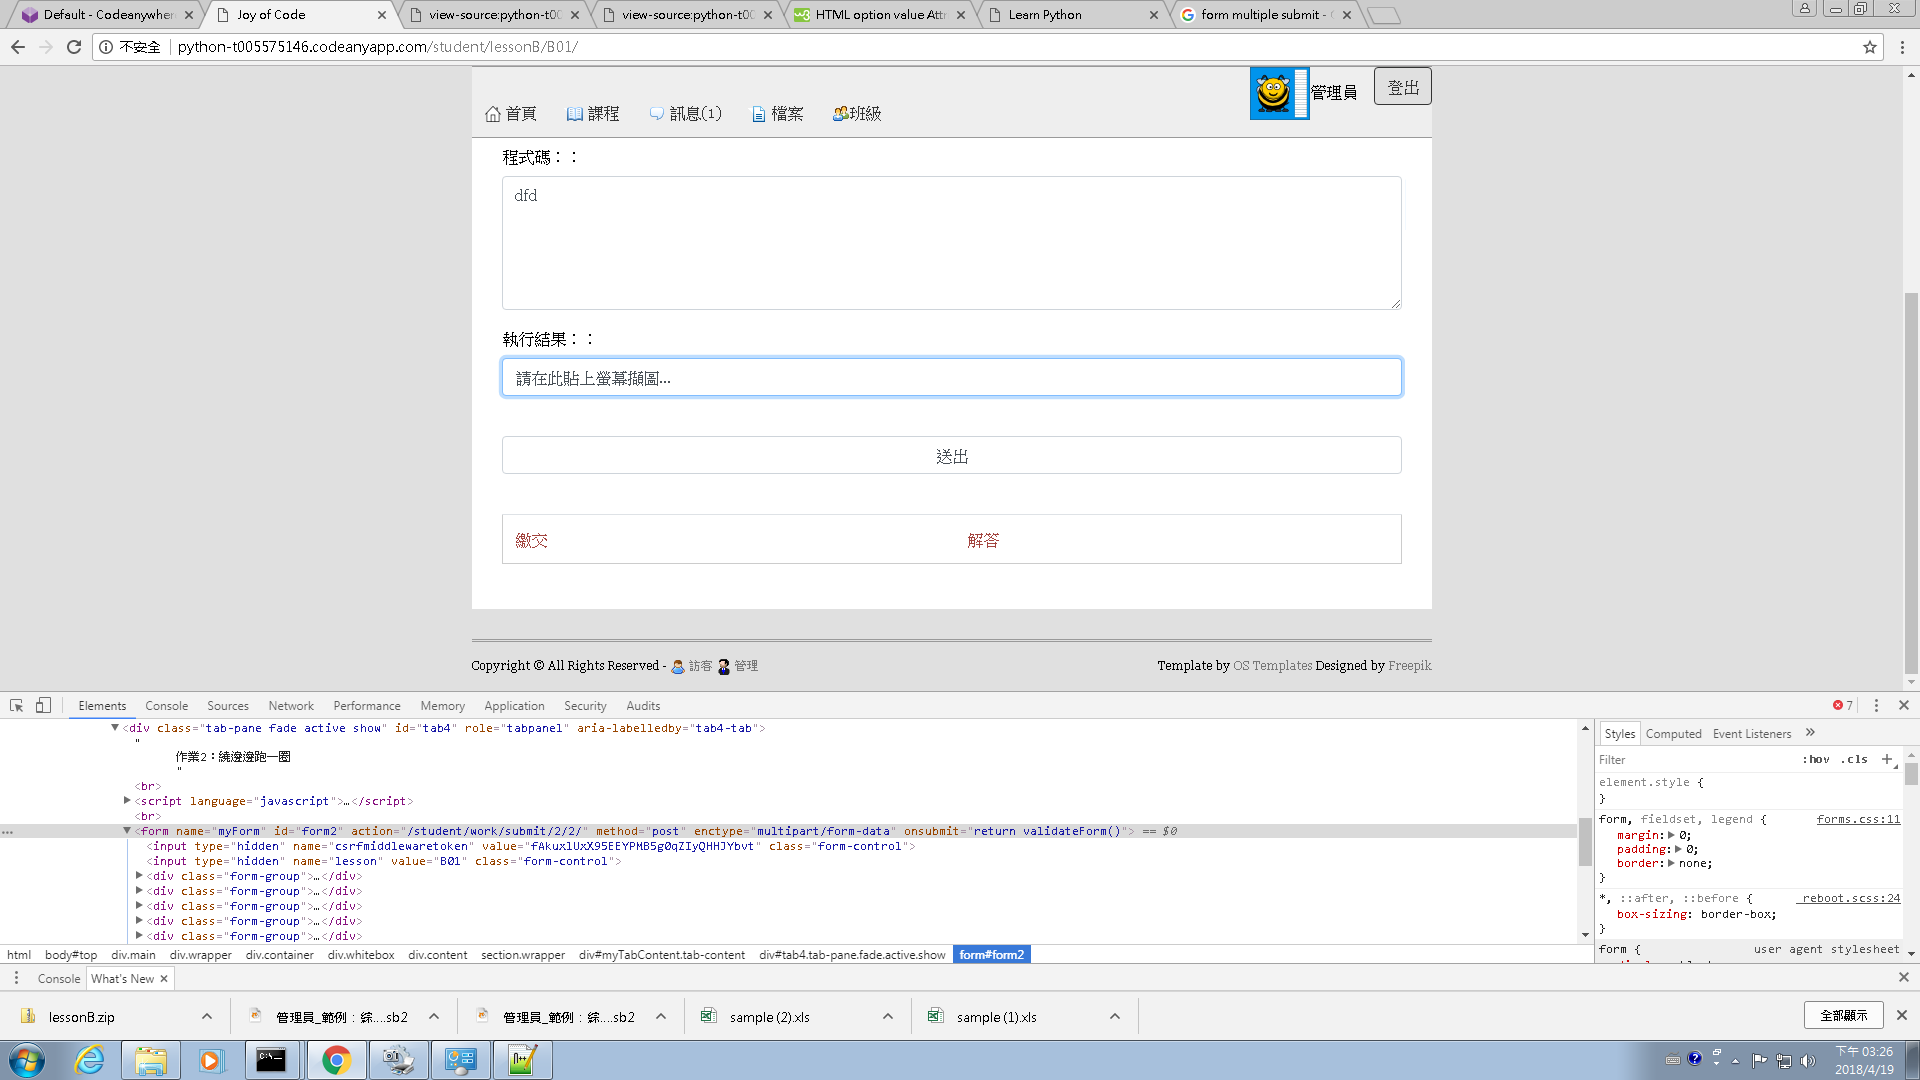 Default - Codeanywher
Joy of Code
view-source:python-t00
view-source:python-t00
HTML option value Attr
Learn Python
form multiple submit -
不安全
python-t005575146.codeanyapp.com/student/lessonB/B01/
首頁
課程
訊息(1)
檔案
班級
管理員
登出
程式碼：：
dfd
執行結果：：
請在此貼上螢幕擷圖...
送出
繳交
解答
Copyright © All Rights Reserved - 訪客 管理
Template by OS Templates Designed by Freepik
Elements Console Sources Network Performance Memory Application Security Audits
7
<div class="tab-pane fade active show" id="tab4" role="tabpanel" aria-labelledby="tab4-tab">
"
作業2：繞邊邊跑一圈
"
<br>
<script language="javascript">…</script>
<br>
... <form name="myForm" id="form2" action="/student/work/submit/2/2/" method="post" enctype="multipart/form-data" onsubmit="return validateForm()"> == $0
<input type="hidden" name="csrfmiddlewaretoken" value="fAkuxlUxX95EEYPMB5g0qZIyQHHJYbvt" class="form-control">
<input type="hidden" name="lesson" value="B01" class="form-control">
<div class="form-group">…</div>
<div class="form-group">…</div>
<div class="form-group">…</div>
<div class="form-group">…</div>
<div class="form-group">…</div>
html body#top div.main div.wrapper div.container div.whitebox div.content section.wrapper div#myTabContent.tab-content div#tab4.tab-pane.fade.active.show form#form2
Styles Computed Event Listeners »
Filter :hov .cls +
element.style {
}
form, fieldset, legend { forms.css:11
margin: 0;
padding: 0;
border: none;
}
*, ::after, ::before { _reboot.scss:24
box-sizing: border-box;
}
form { user agent stylesheet
Console What's New
lessonB.zip
管理員_範例：綜....sb2
管理員_範例：綜....sb2
sample (2).xls
sample (1).xls
全部顯示
下午 03:26
2018/4/19